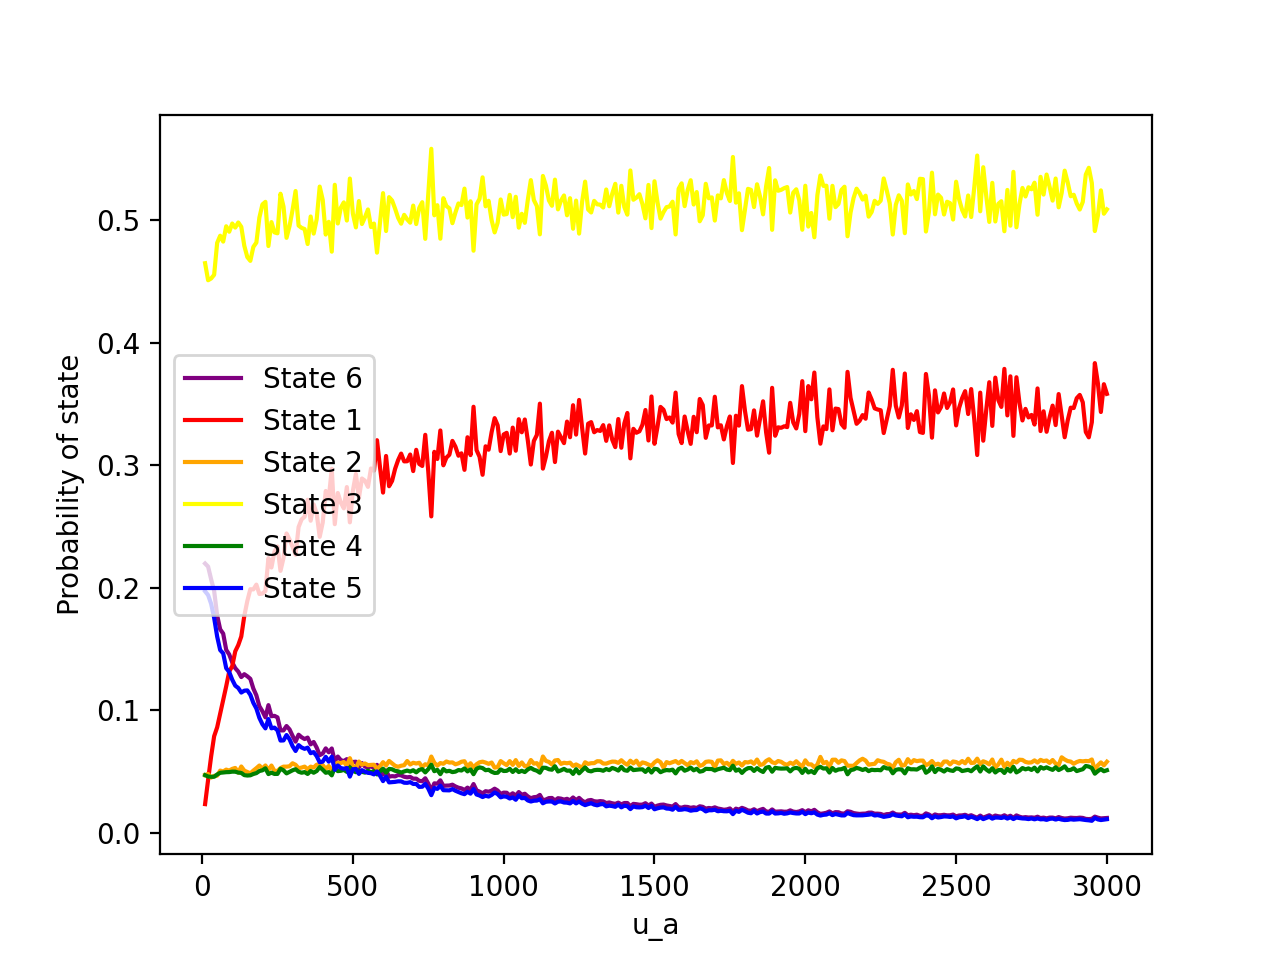 0.5
0.4
0.3
0.2
0.1
0.0
Probability of state
State 6
State 1
State 2
State 3
State 4
State 5
0 500 1000 1500 2000 2500 3000
u_a